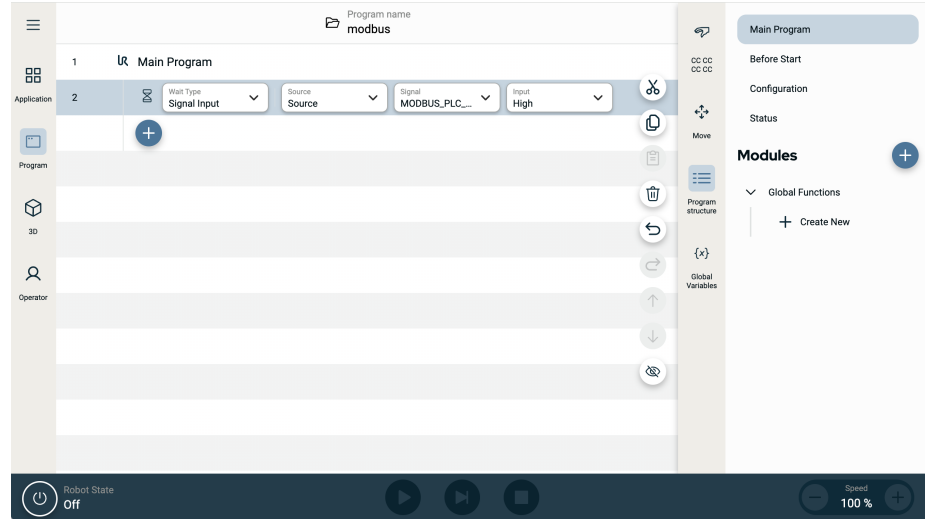 Program name
modbus
Application
Program
3D
Operator
1 Main Program
2 Wait Type Signal Input Source Source Signal MODBUS_PLC_... Input High
CC CC
CC CC
Move
Program
structure
{x}
Global
Variables
Main Program
Before Start
Configuration
Status
Modules
Global Functions
Create New
Robot State
Off
Speed
100 %